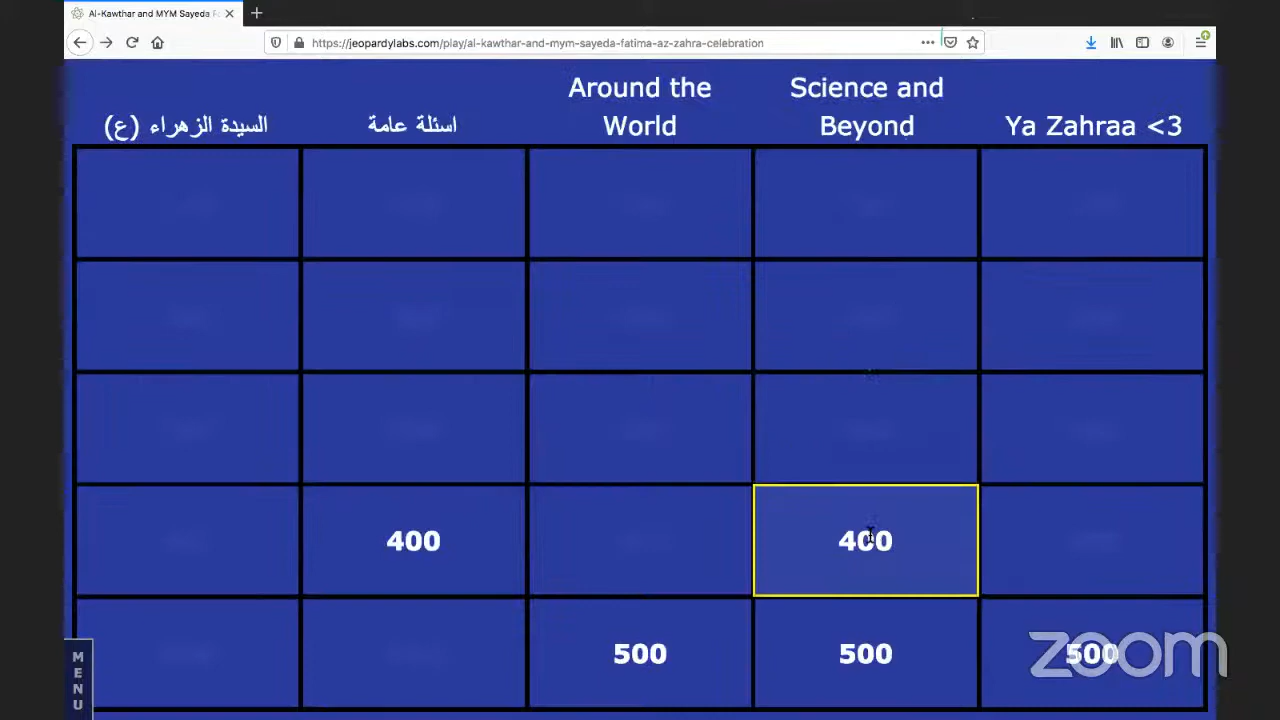 Al-Kawthar and MYM Sayeda F
https://jeopardylabs.com/play/al-kawthar-and-mym-sayeda-fatima-az-zahra-celebration
السيدة الزهراء (ع)
اسئلة عامة
Around the
World
Science and
Beyond
Ya Zahraa <3
400
400
500
500
500
MENU
zoom